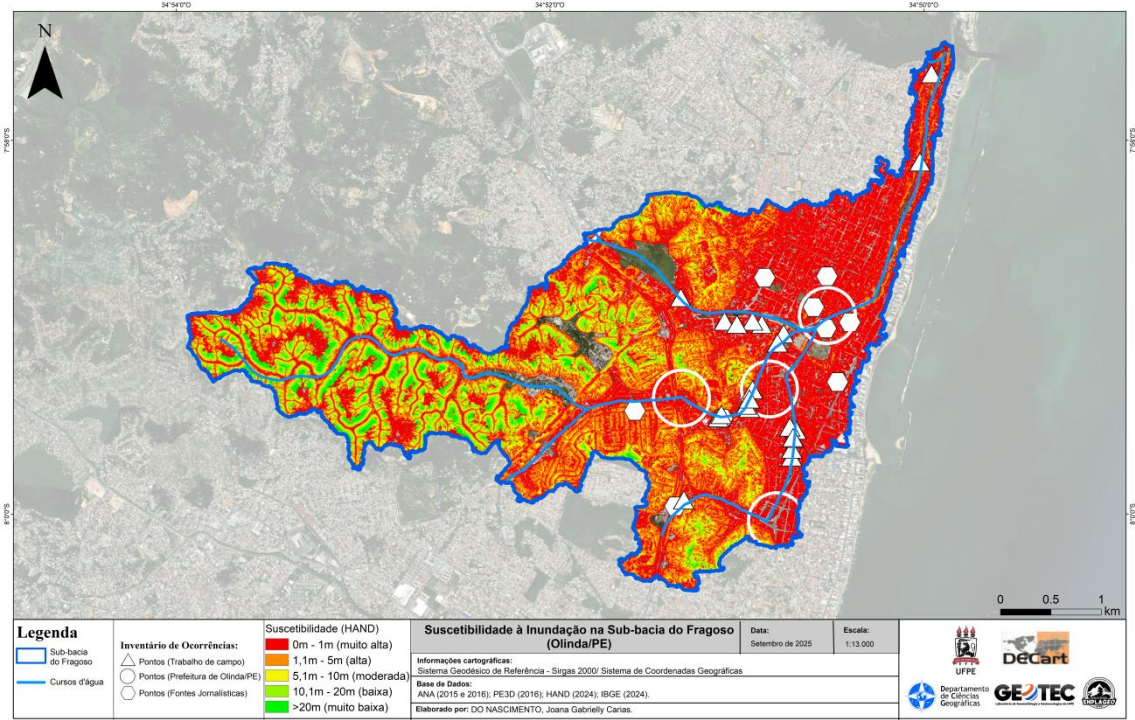 34°54'0"O
34°52'0"O
34°50'0"O
N
7°58'0"S
7°58'0"S
8°0'0"S
8°0'0"S
0 0.5 1
km
Legenda
Sub-bacia
do Fragoso
Cursos d'água
Inventário de Ocorrências:
Pontos (Trabalho de campo)
Pontos (Prefeitura de Olinda/PE)
Pontos (Fontes Jornalísticas)
Suscetibilidade (HAND)
0m - 1m (muito alta)
1,1m - 5m (alta)
5,1m - 10m (moderada)
10,1m - 20m (baixa)
>20m (muito baixa)
Suscetibilidade à Inundação na Sub-bacia do Fragoso
(Olinda/PE)
Data:
Setembro de 2025
Escala:
1:13.000
Informações cartográficas:
Sistema Geodésico de Referência - Sirgas 2000/ Sistema de Coordenadas Geográficas
Base de Dados:
ANA (2015 e 2016); PE3D (2016); HAND (2024); IBGE (2024).
Elaborado por: DO NASCIMENTO, Joana Gabrielly Carias.
UFPE
DECart
Departamento
de Ciências
Geográficas
GEOTEC